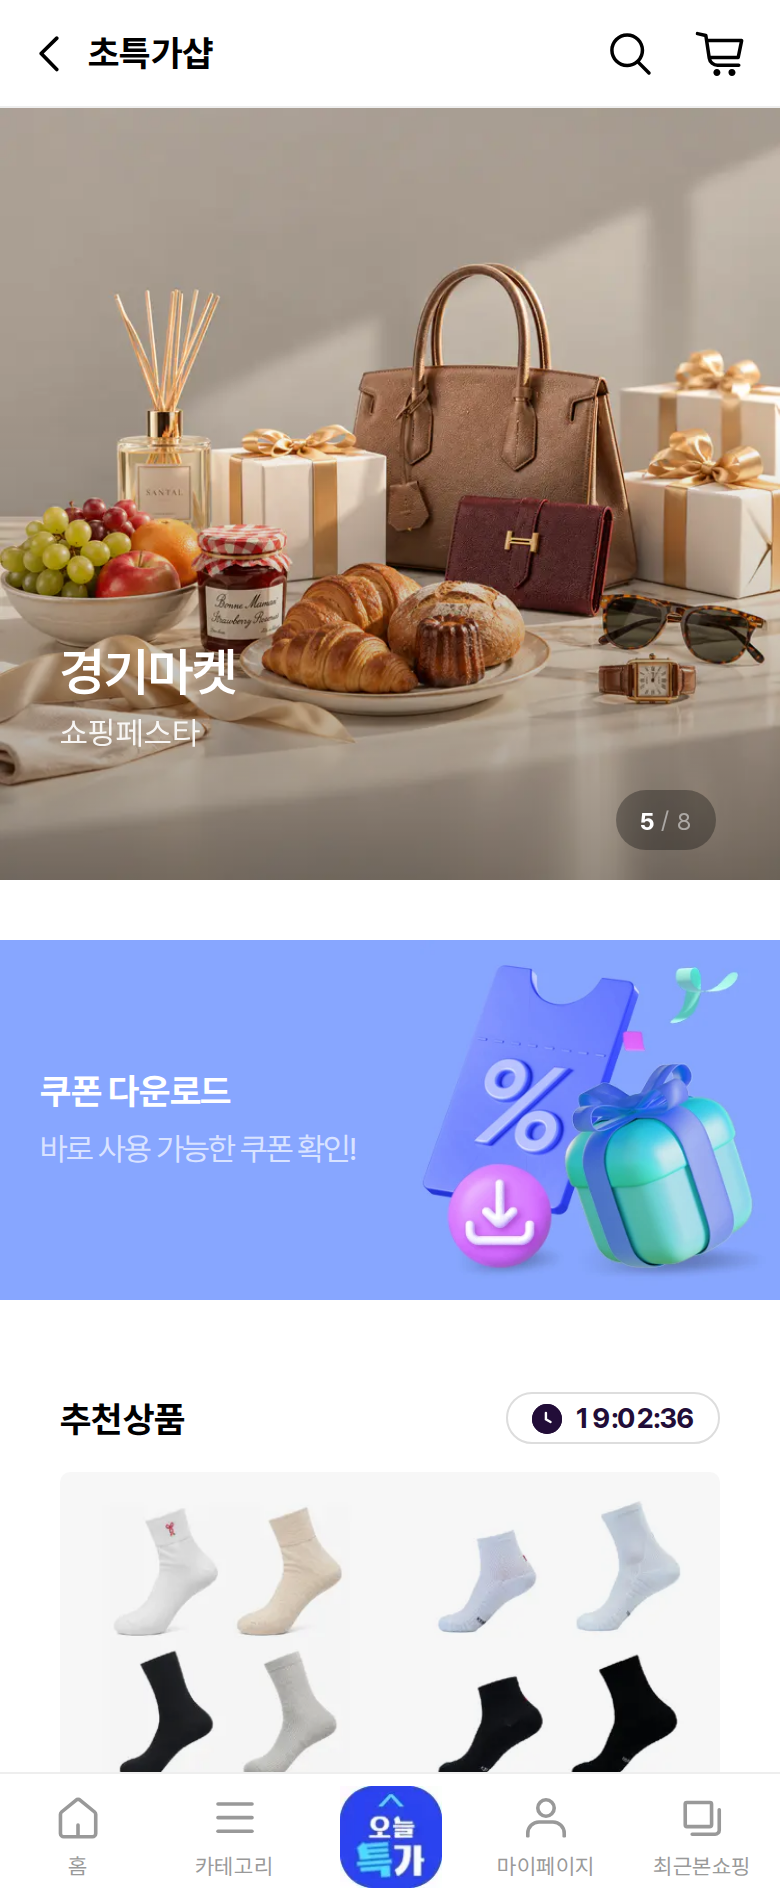 초특가샵
SANTAL
Bonne Maman
경기마켓
쇼핑페스타
5 / 8
쿠폰 다운로드
바로 사용 가능한 쿠폰 확인!
%
추천상품
19:02:36
홈
카테고리
오늘
특가
마이페이지
최근본쇼핑